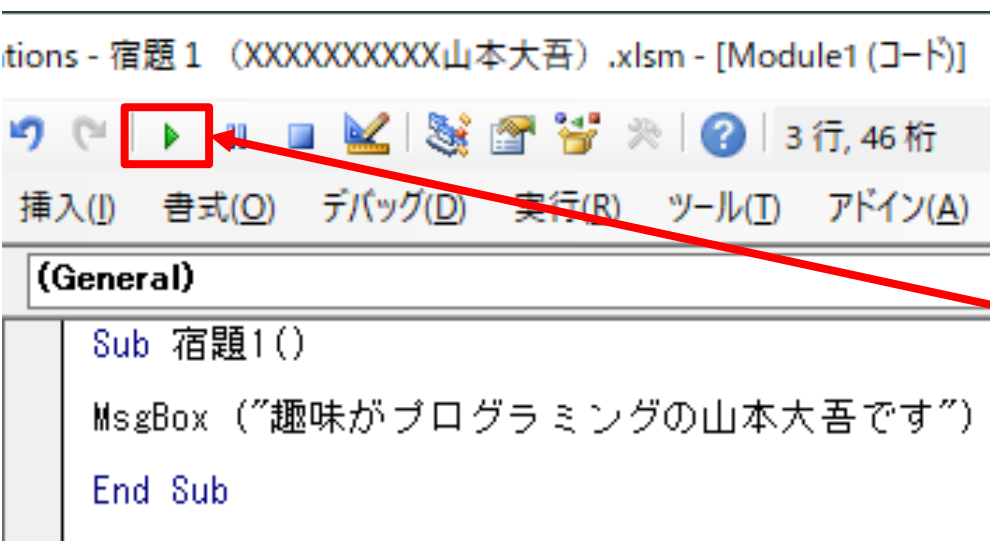 tions - 宿題１（XXXXXXXXXX山本大吾）.xlsm - [Module1 (コード)]
3 行, 46 桁
挿入(I) 書式(O) デバッグ(D) 実行(R) ツール(T) アドイン(A)
(General)
Sub 宿題1()
MsgBox ("趣味がプログラミングの山本大吾です")
End Sub